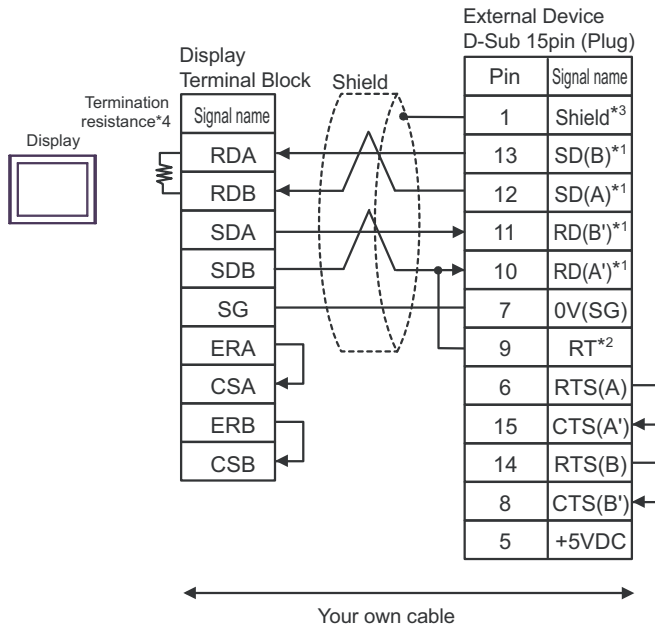 External Device
D-Sub 15pin (Plug)
Display
Terminal Block
Shield
Termination
resistance*4
Display
Signal name
RDA
RDB
SDA
SDB
SG
ERA
CSA
ERB
CSB
Pin Signal name
1 Shield*3
13 SD(B)*1
12 SD(A)*1
11 RD(B')*1
10 RD(A')*1
7 0V(SG)
9 RT*2
6 RTS(A)
15 CTS(A')
14 RTS(B)
8 CTS(B')
5 +5VDC
Your own cable